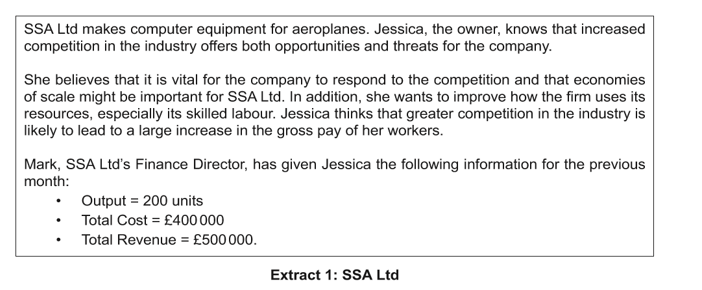 SSA Ltd makes computer equipment for aeroplanes. Jessica, the owner, knows that increased
competition in the industry offers both opportunities and threats for the company.
She believes that it is vital for the company to respond to the competition and that economies
of scale might be important for SSA Ltd. In addition, she wants to improve how the firm uses its
resources, especially its skilled labour. Jessica thinks that greater competition in the industry is
likely to lead to a large increase in the gross pay of her workers.
Mark, SSA Ltd's Finance Director, has given Jessica the following information for the previous
month:
• Output = 200 units
• Total Cost = £400 000
• Total Revenue = £500 000.
Extract 1: SSA Ltd